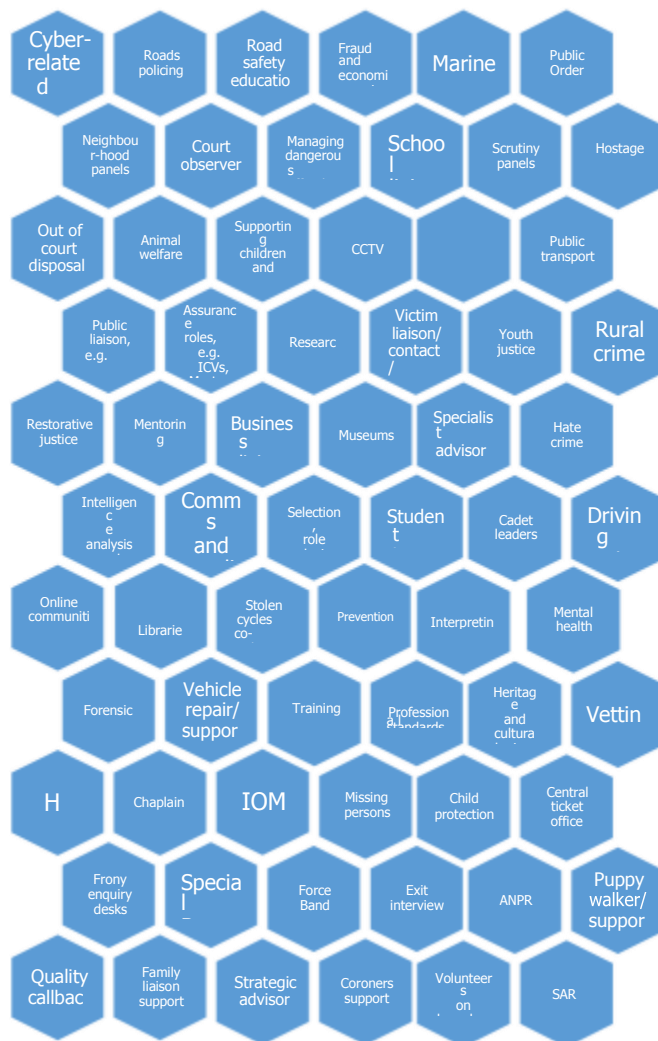 Cyber-
relate
d
Roads
policing
Road
safety
educatio
Fraud
and
economi
Marine
Public
Order
Neighbou
r-hood
panels
Court
observer
Managing
dangerou
s
Schoo
l
Scrutiny
panels
Hostage
Out of
court
disposal
Animal
welfare
Supportin
g
children
and
CCTV
Public
transport
Public
liaison,
e.g.
Assuranc
e
roles,
e.g.
ICVs,
Researc
Victim
liaison/
contact
/
Youth
justice
Rural
crime
Restorative
justice
Mentorin
g
Busines
s
Museums
Specialis
t
advisor
Hate
crime
Intelligen
c
e
analysis
Comm
s
and
Selection
,
role
Studen
t
Cadet
leaders
Drivin
g
Online
communiti
Librarie
Stolen
cycles
co-
Prevention
Interpretin
Mental
health
Forensic
Vehicle
repair/
suppor
Training
Profession
a l
standards
Heritag
e
and
cultura
Vettin
H
Chaplain
IOM
Missing
persons
Child
protection
Central
ticket
office
Frony
enquiry
desks
Specia
l
Force
Band
Exit
interview
ANPR
Puppy
walker/
suppor
Quality
callbac
Family
liaison
support
Strategic
advisor
Coroners
support
Volunteer
s
on
SAR